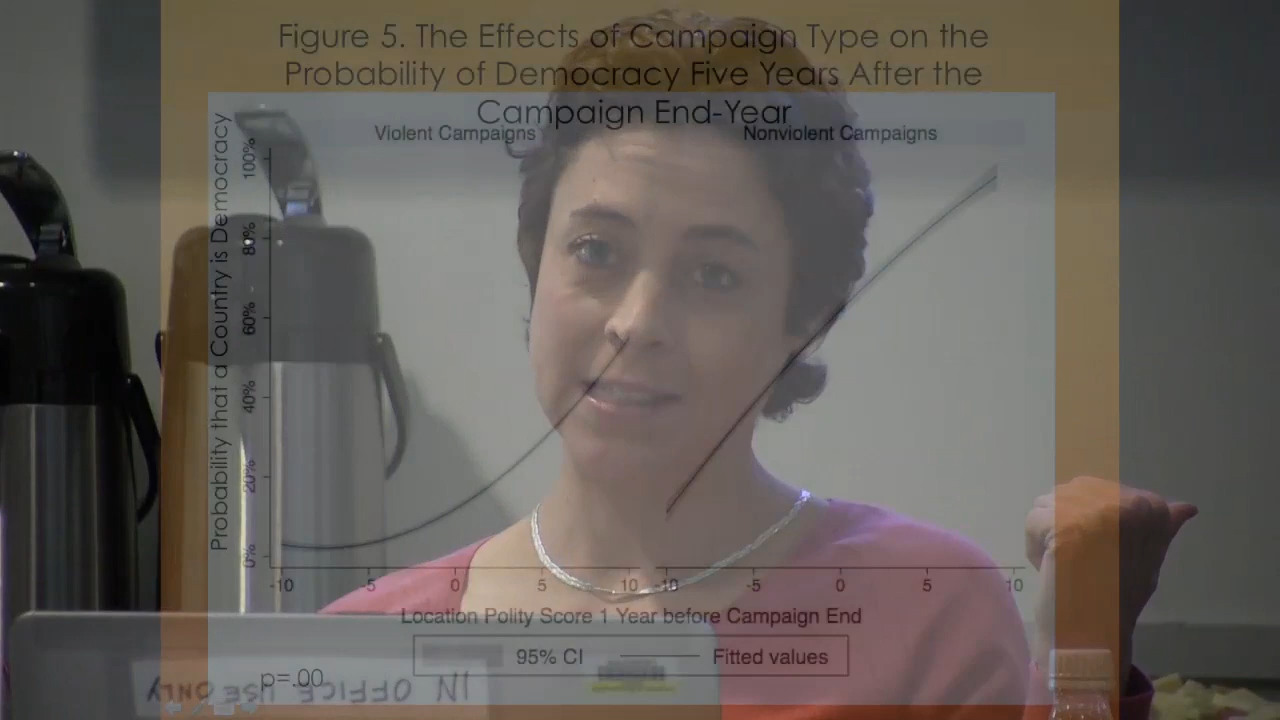 Figure 5. The Effects of Campaign Type on the
Probability of Democracy Five Years After the
Campaign End-Year
Violent Campaigns
Nonviolent Campaigns
Probability that a Country is Democracy
100%
80%
60%
40%
20%
0%
-10 -5 0 5 10 -10 -5 0 5 10
Location Polity Score 1 Year before Campaign End
95% CI
Fitted values
p=.00
IN OFFICE USE ONLY